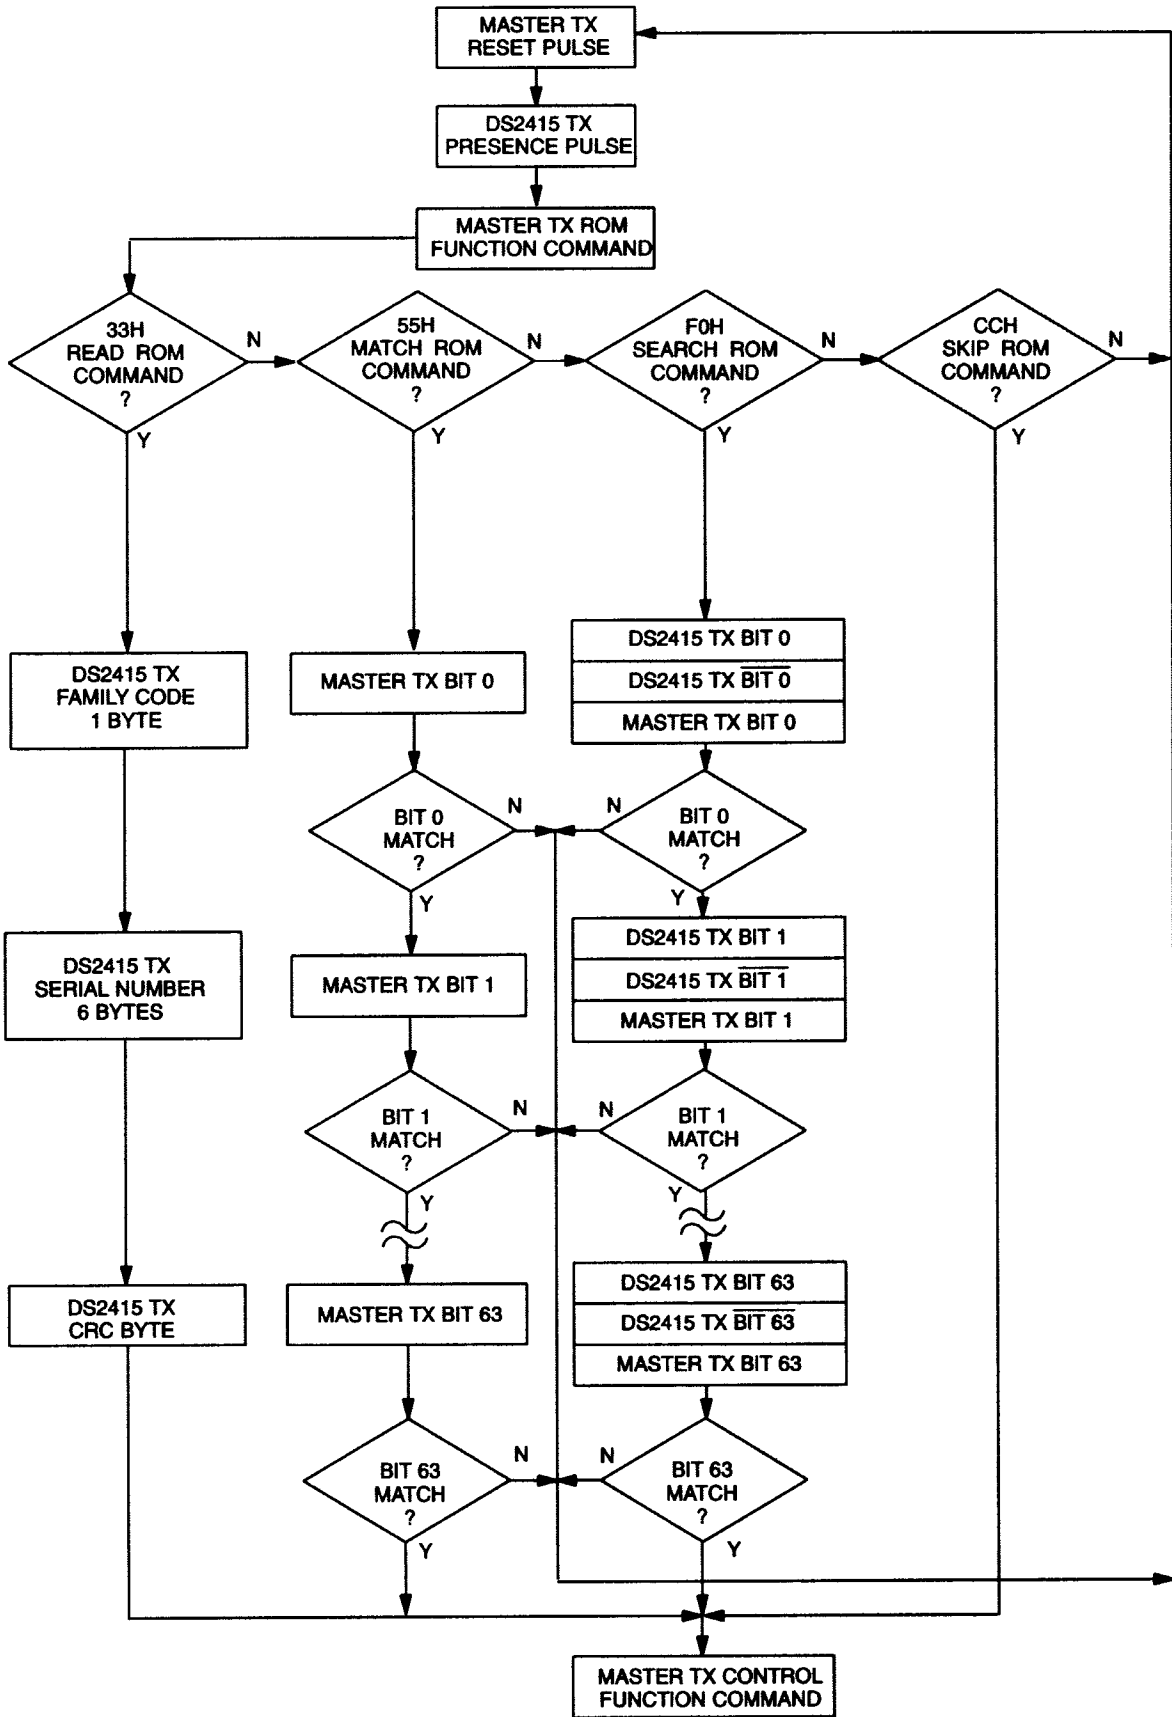 MASTER TX
RESET PULSE
DS2415 TX
PRESENCE PULSE
MASTER TX ROM
FUNCTION COMMAND
33H
READ ROM
COMMAND
?
N
Y
55H
MATCH ROM
COMMAND
?
N
Y
F0H
SEARCH ROM
COMMAND
?
N
Y
CCH
SKIP ROM
COMMAND
?
N
Y
DS2415 TX
FAMILY CODE
1 BYTE
DS2415 TX
SERIAL NUMBER
6 BYTES
DS2415 TX
CRC BYTE
MASTER TX BIT 0
BIT 0
MATCH
?
N
Y
MASTER TX BIT 1
BIT 1
MATCH
?
N
Y
MASTER TX BIT 63
BIT 63
MATCH
?
N
Y
DS2415 TX BIT 0
DS2415 TX B̅I̅T̅ ̅0̅
MASTER TX BIT 0
N
BIT 0
MATCH
?
Y
DS2415 TX BIT 1
DS2415 TX B̅I̅T̅ ̅1̅
MASTER TX BIT 1
N
BIT 1
MATCH
?
Y
DS2415 TX BIT 63
DS2415 TX B̅I̅T̅ ̅6̅3̅
MASTER TX BIT 63
N
BIT 63
MATCH
?
Y
MASTER TX CONTROL
FUNCTION COMMAND